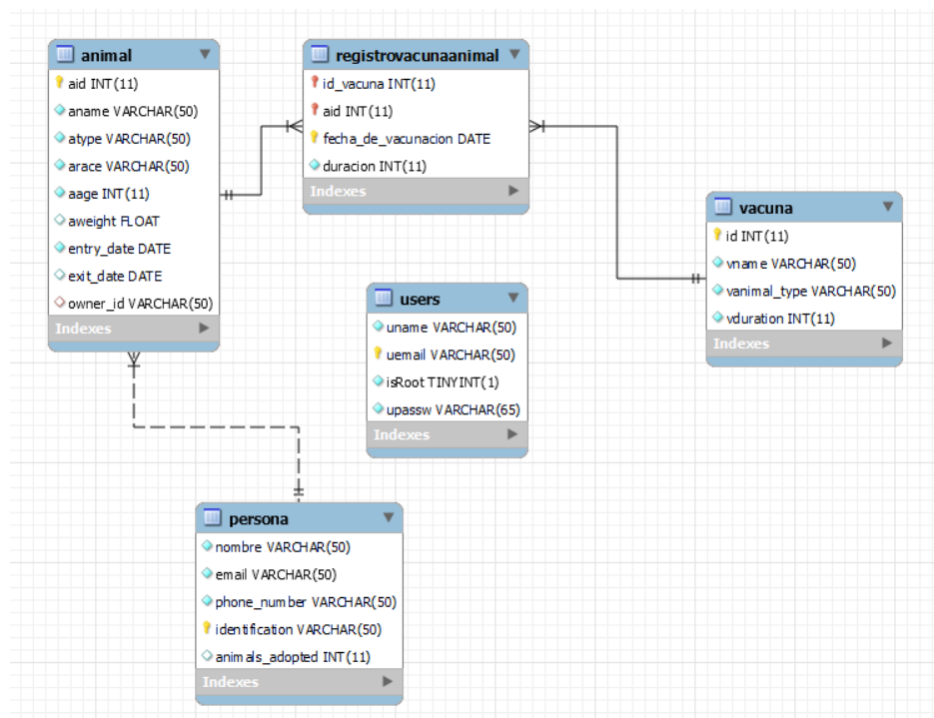 animal
aid INT(11)
aname VARCHAR(50)
atype VARCHAR(50)
arace VARCHAR(50)
aage INT(11)
aweight FLOAT
entry_date DATE
exit_date DATE
owner_id VARCHAR(50)
Indexes
registrovacunaanimal
id_vacuna INT(11)
aid INT(11)
fecha_de_vacunacion DATE
duracion INT(11)
Indexes
vacuna
id INT(11)
vname VARCHAR(50)
vanimal_type VARCHAR(50)
vduration INT(11)
Indexes
users
uname VARCHAR(50)
uemail VARCHAR(50)
isRoot TINYINT(1)
upassw VARCHAR(65)
Indexes
persona
nombre VARCHAR(50)
email VARCHAR(50)
phone_number VARCHAR(50)
identification VARCHAR(50)
animals_adopted INT(11)
Indexes